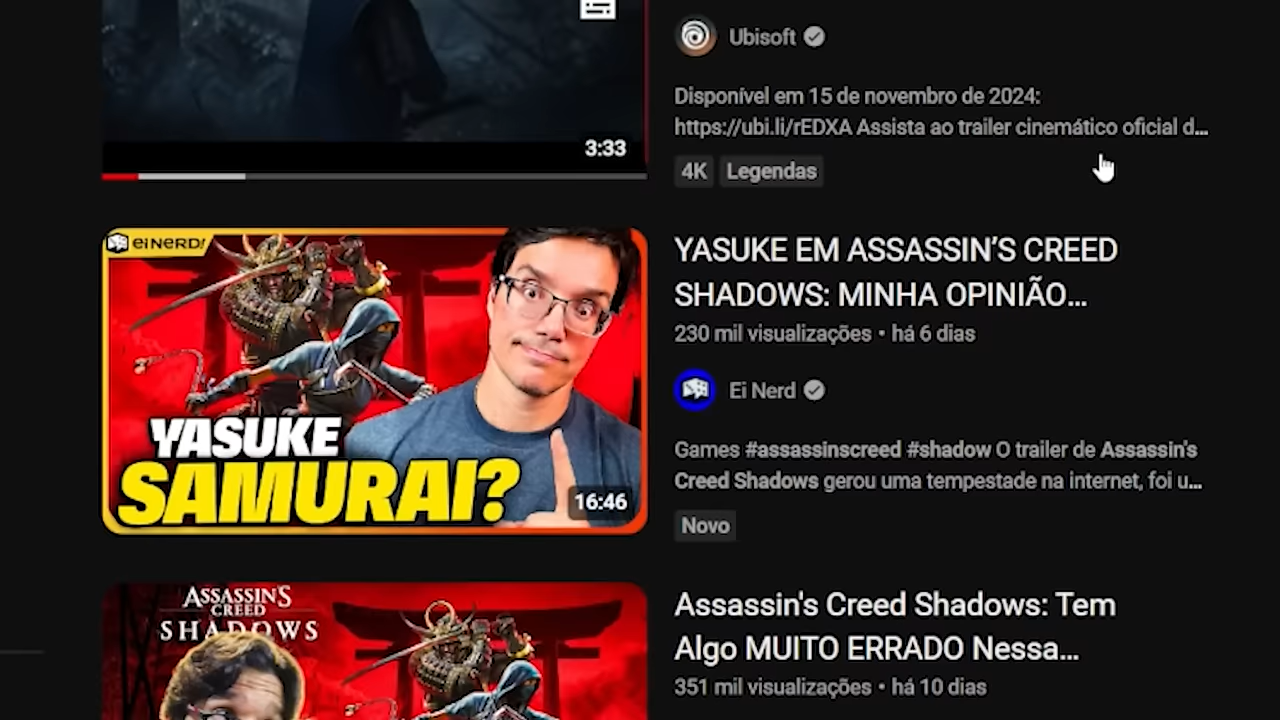 Ubisoft
Disponível em 15 de novembro de 2024:
https://ubi.li/rEDXA Assista ao trailer cinemático oficial d...
3:33
4K Legendas
ei NERD!
YASUKE
SAMURAI?
16:46
YASUKE EM ASSASSIN’S CREED
SHADOWS: MINHA OPINIÃO...
230 mil visualizações • há 6 dias
Ei Nerd
Games #assassinscreed #shadow O trailer de Assassin's
Creed Shadows gerou uma tempestade na internet, foi u...
Novo
ASSASSIN'S
CREED
SHADOWS
Assassin's Creed Shadows: Tem
Algo MUITO ERRADO Nessa...
351 mil visualizações • há 10 dias